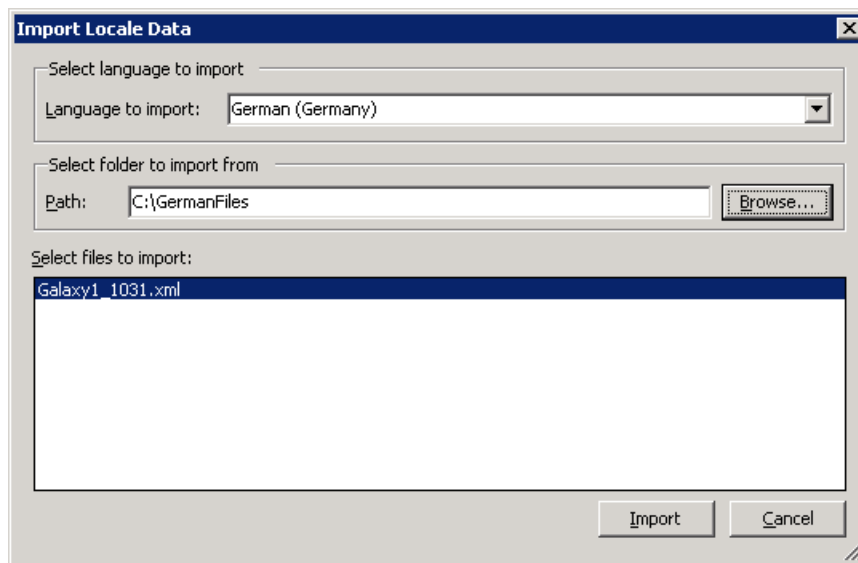 Import Locale Data
Select language to import
Language to import: German (Germany)
Select folder to import from
Path: C:\GermanFiles Browse...
Select files to import:
Galaxy1_1031.xml
Import Cancel